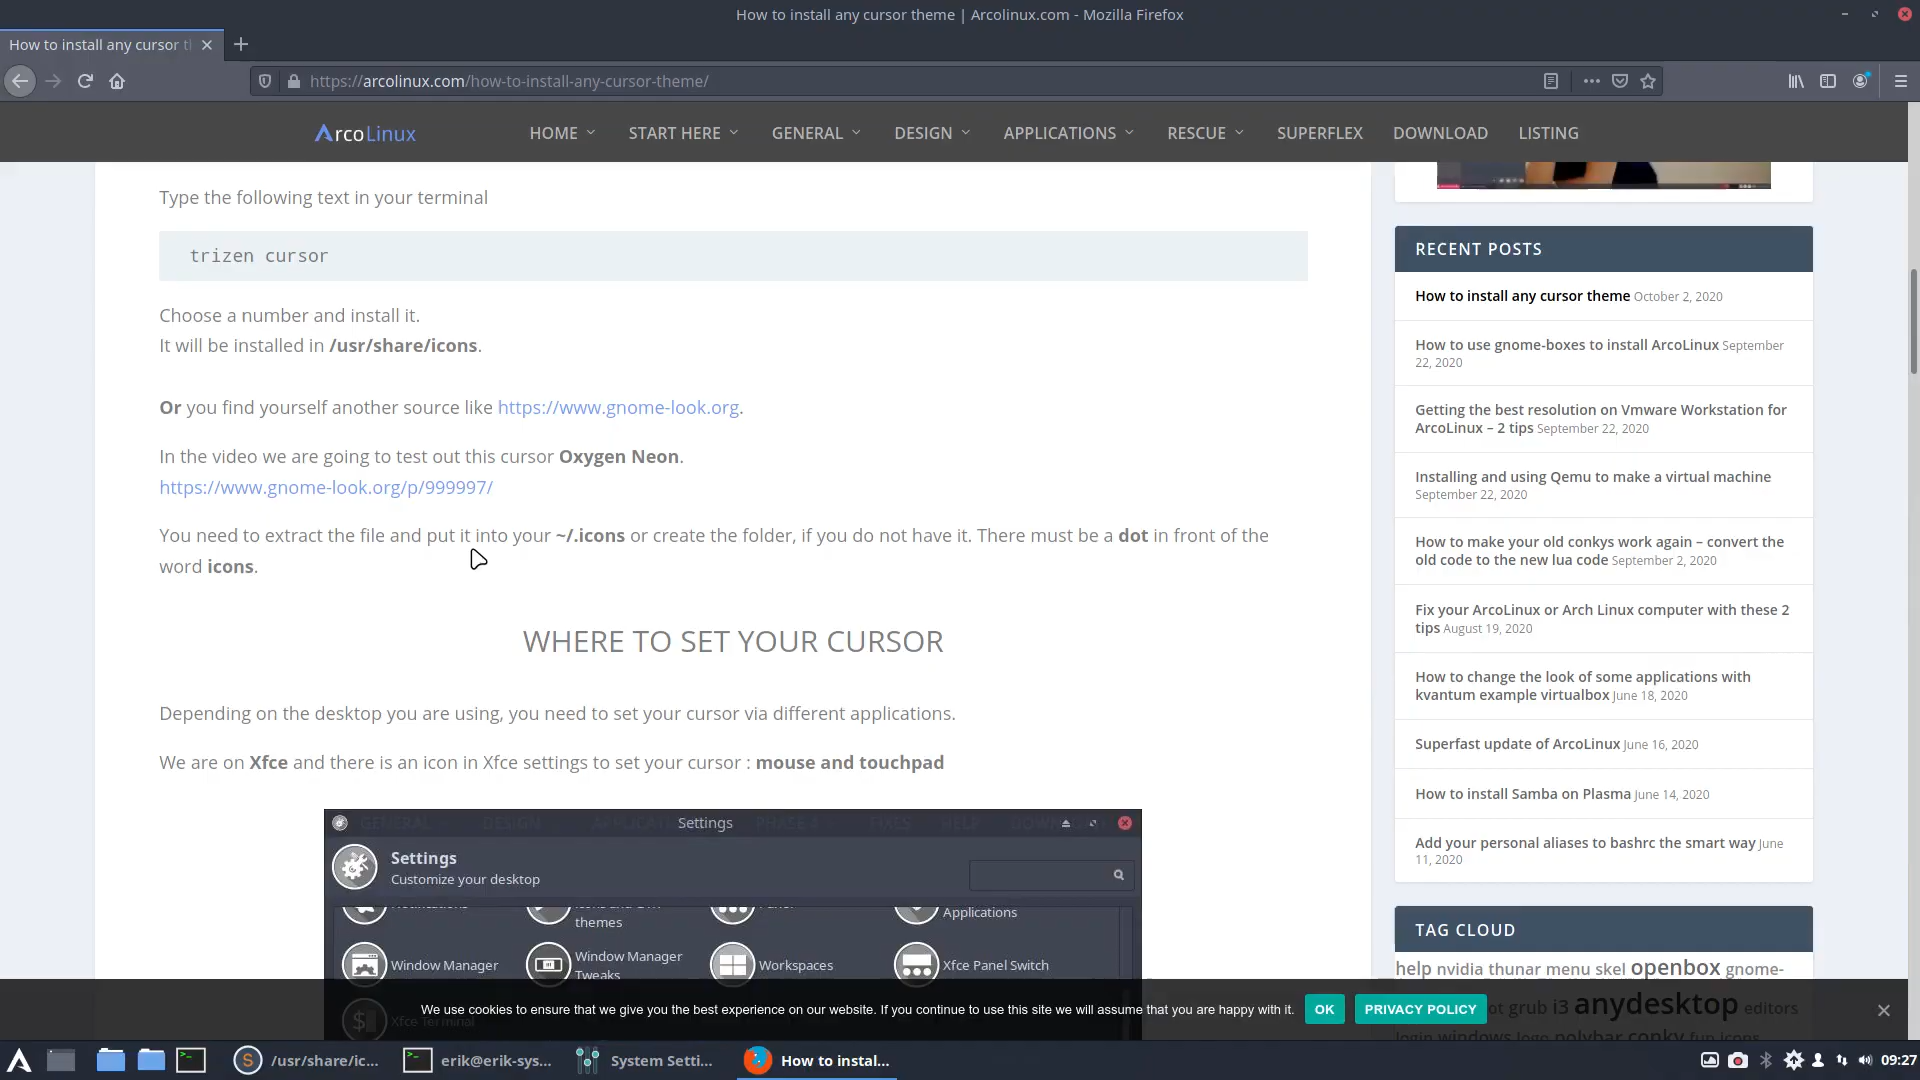 How to install any cursor theme | Arcolinux.com - Mozilla Firefox
How to install any cursor t
https://arcolinux.com/how-to-install-any-cursor-theme/
ArcoLinux
HOME
START HERE
GENERAL
DESIGN
APPLICATIONS
RESCUE
SUPERFLEX
DOWNLOAD
LISTING
Type the following text in your terminal
trizen cursor
Choose a number and install it.
It will be installed in /usr/share/icons.
Or you find yourself another source like https://www.gnome-look.org.
In the video we are going to test out this cursor Oxygen Neon.
https://www.gnome-look.org/p/999997/
You need to extract the file and put it into your ~/.icons or create the folder, if you do not have it. There must be a dot in front of the
word icons.
WHERE TO SET YOUR CURSOR
Depending on the desktop you are using, you need to set your cursor via different applications.
We are on Xfce and there is an icon in Xfce settings to set your cursor : mouse and touchpad
GENERAL DESIGN Settings PHASE 4 FIXES HELP
Settings
Customize your desktop
themes
Panel
Applications
Window Manager
Window Manager
Tweaks
Workspaces
Xfce Panel Switch
Xfce Terminal
RECENT POSTS
How to install any cursor theme October 2, 2020
How to use gnome-boxes to install ArcoLinux September
22, 2020
Getting the best resolution on Vmware Workstation for
ArcoLinux – 2 tips September 22, 2020
Installing and using Qemu to make a virtual machine
September 22, 2020
How to make your old conkys work again – convert the
old code to the new lua code September 2, 2020
Fix your ArcoLinux or Arch Linux computer with these 2
tips August 19, 2020
How to change the look of some applications with
kvantum example virtualbox June 18, 2020
Superfast update of ArcoLinux June 16, 2020
How to install Samba on Plasma June 14, 2020
Add your personal aliases to bashrc the smart way June
11, 2020
TAG CLOUD
help nvidia thunar menu skel openbox gnome-
grub i3 anydesktop editors
login windows logo polybar conky fun icons
We use cookies to ensure that we give you the best experience on our website. If you continue to use this site we will assume that you are happy with it.
OK
PRIVACY POLICY
/usr/share/ic...
erik@erik-sys...
System Setti...
How to instal...
09:27